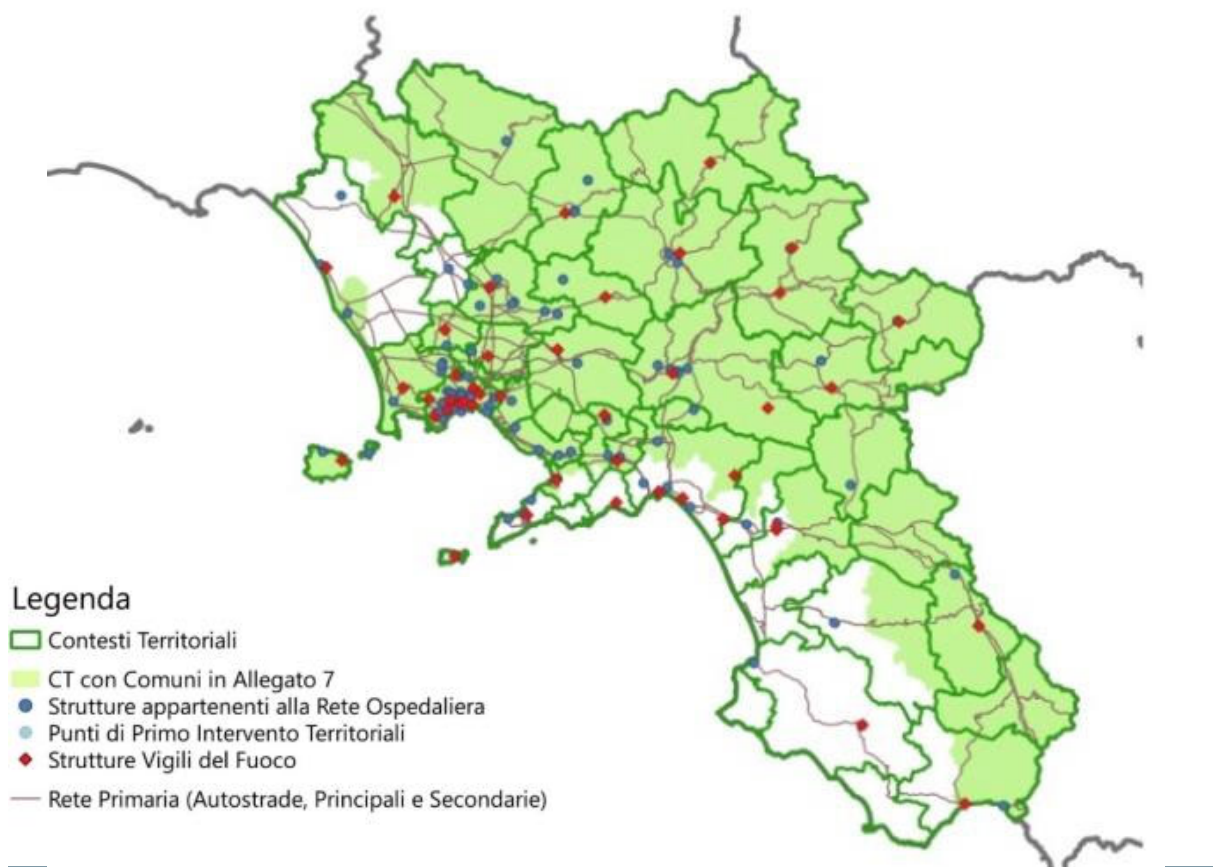 Legenda
Contesti Territoriali
CT con Comuni in Allegato 7
Strutture appartenenti alla Rete Ospedaliera
Punti di Primo Intervento Territoriali
Strutture Vigili del Fuoco
Rete Primaria (Autostrade, Principali e Secondarie)